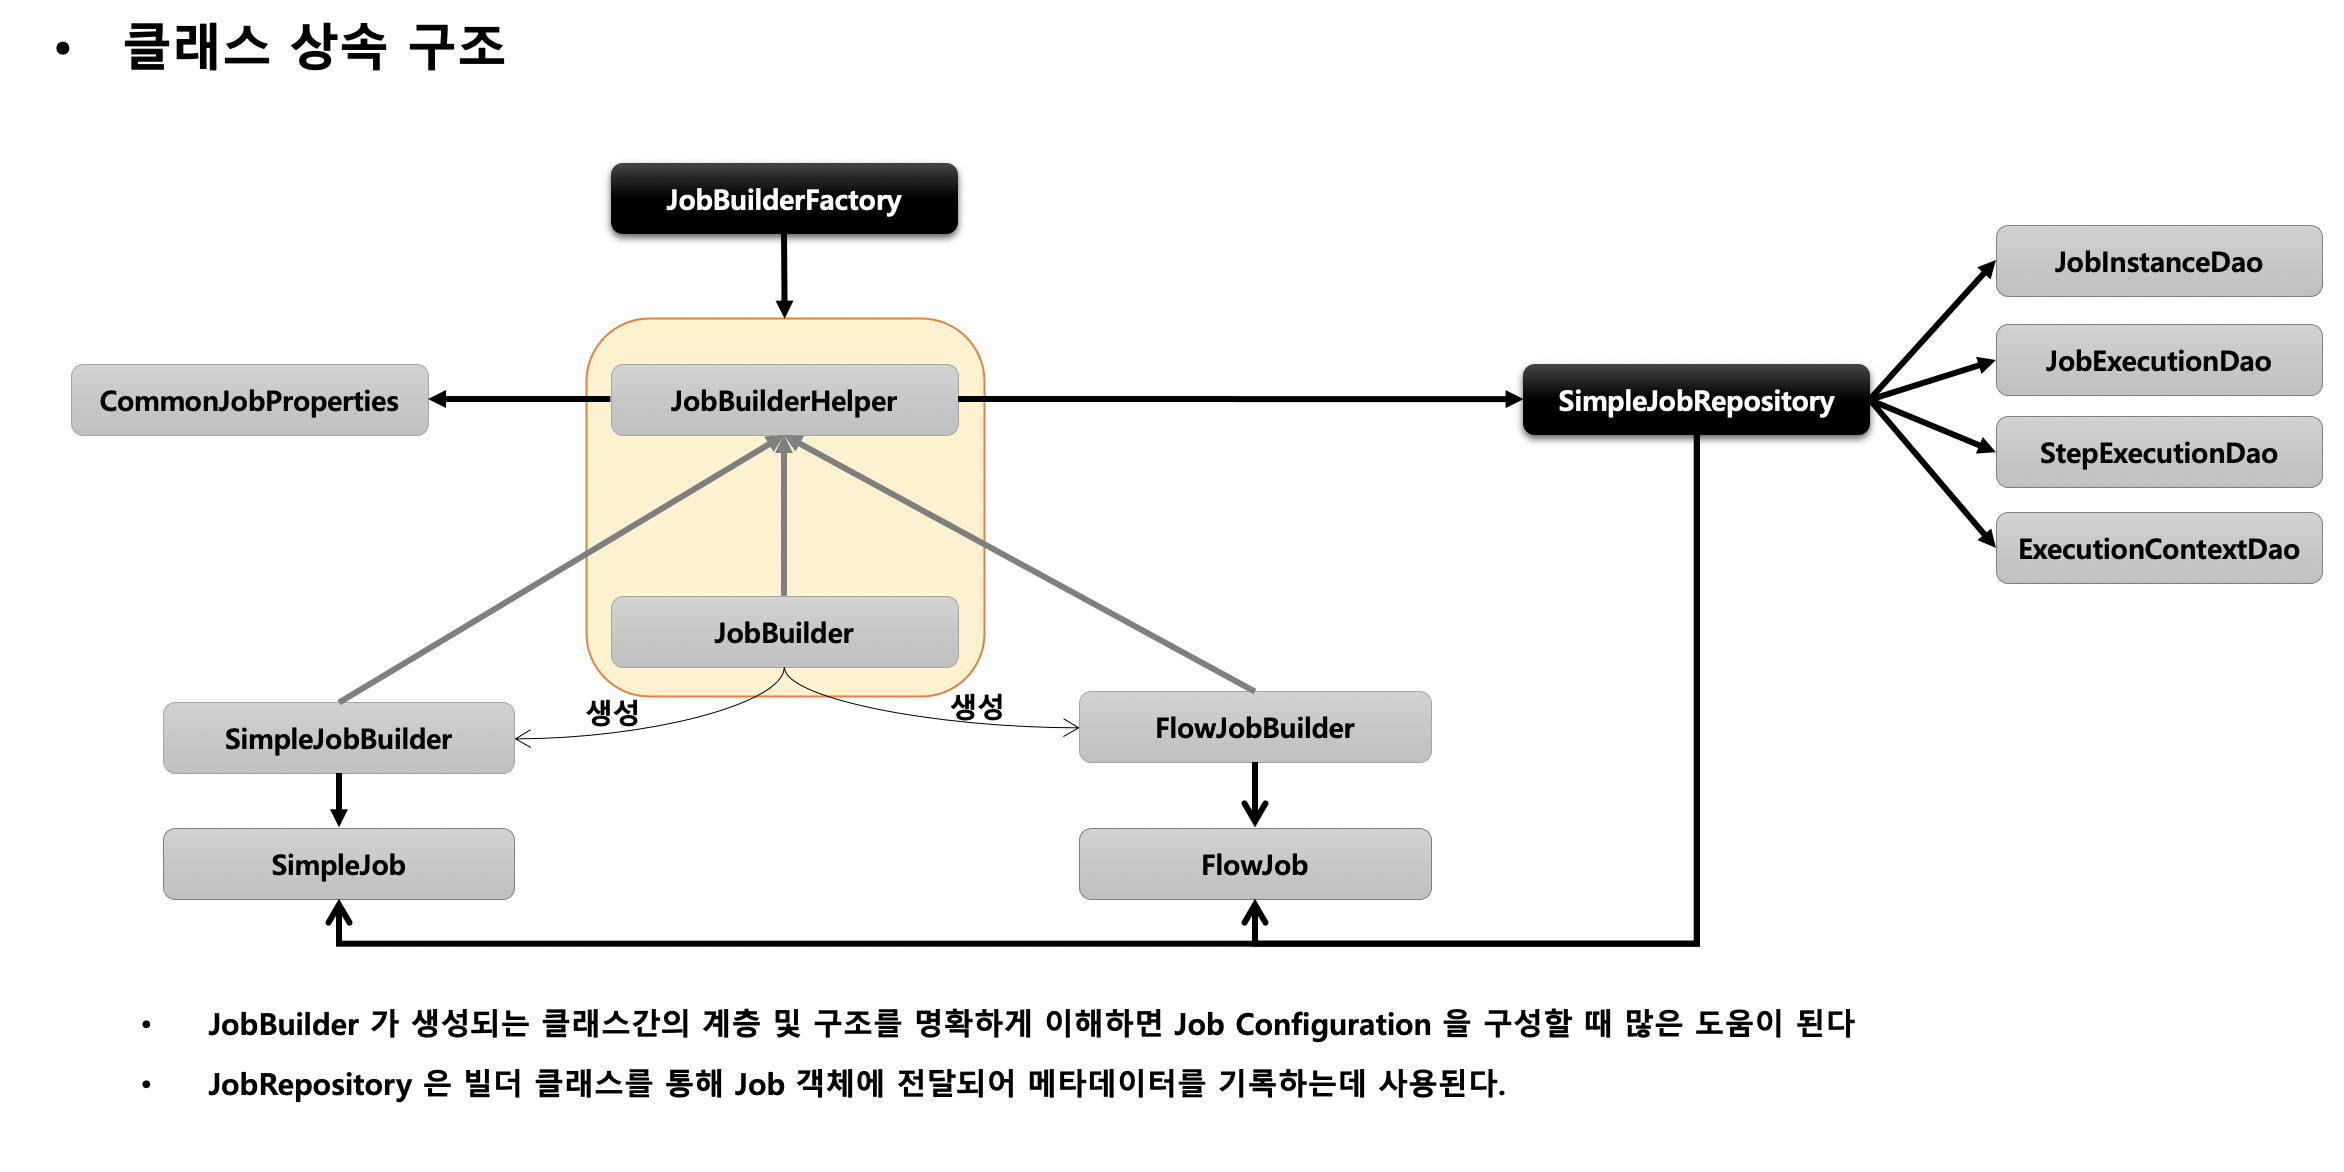 • 클래스 상속 구조
JobBuilderFactory
JobInstanceDao
JobExecutionDao
CommonJobProperties
JobBuilderHelper
SimpleJobRepository
StepExecutionDao
ExecutionContextDao
JobBuilder
생성
생성
SimpleJobBuilder
FlowJobBuilder
SimpleJob
FlowJob
• JobBuilder 가 생성되는 클래스간의 계층 및 구조를 명확하게 이해하면 Job Configuration 을 구성할 때 많은 도움이 된다
• JobRepository 은 빌더 클래스를 통해 Job 객체에 전달되어 메타데이터를 기록하는데 사용된다.